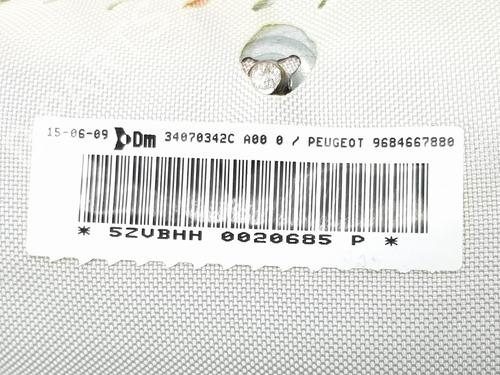 15-06-09 Dm 34070342C A00 0 / PEUGEOT 9684667880
* 5ZVBHH 0020685 P *